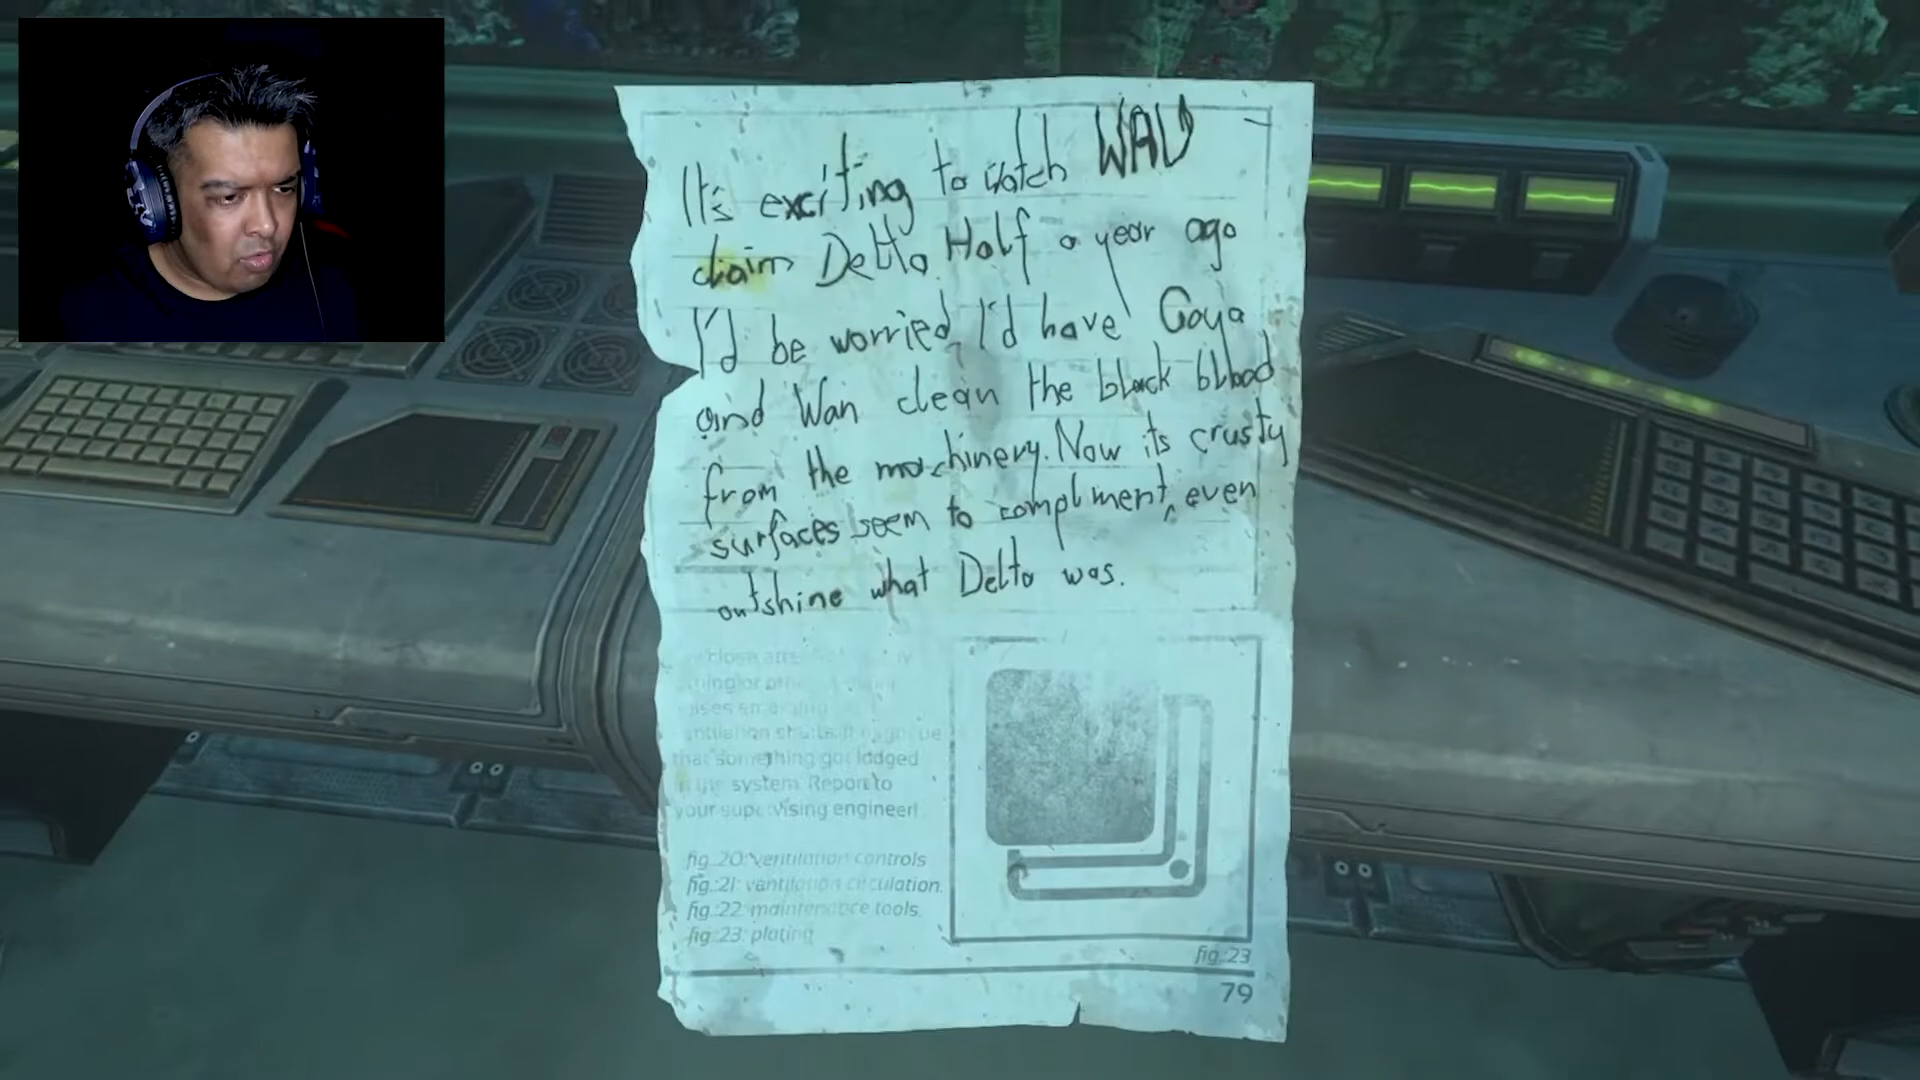 It's exciting to watch WAU
claim Delta. Half a year ago
I'd be worried, I'd have Goya
and Wan clean the black blood
from the machinery. Now its crusty
surfaces seem to compliment, even
outshine what Delta was.
close
that something got lodged
in the system. Report to
your supervising engineer!
fig.:20: ventilation controls
fig.:21: ventilation circulation.
fig.:22: maintenance tools.
fig.:23: plating
fig.:23
79